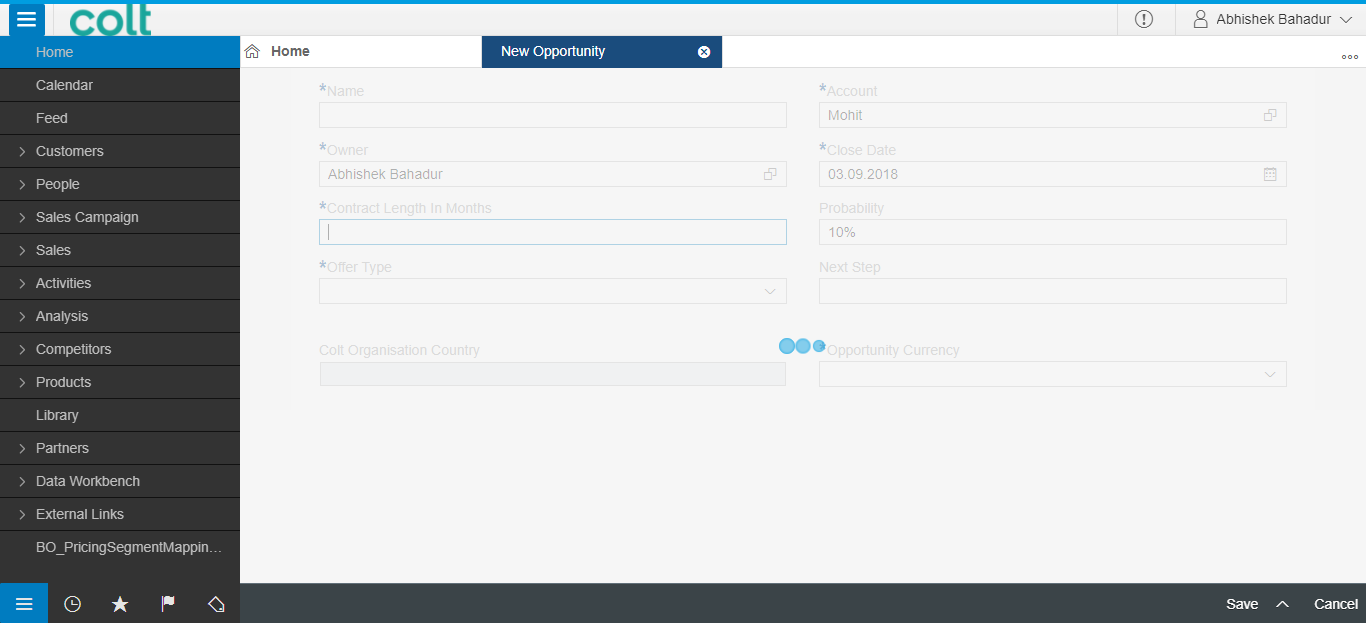 colt
Abhishek Bahadur
Home
Calendar
Feed
Customers
People
Sales Campaign
Sales
Activities
Analysis
Competitors
Products
Library
Partners
Data Workbench
External Links
BO_PricingSegmentMappin...
Home
New Opportunity
*Name
*Account
Mohit
*Owner
Abhishek Bahadur
*Close Date
03.09.2018
*Contract Length In Months
Probability
10%
*Offer Type
Next Step
Colt Organisation Country
*Opportunity Currency
Save
Cancel